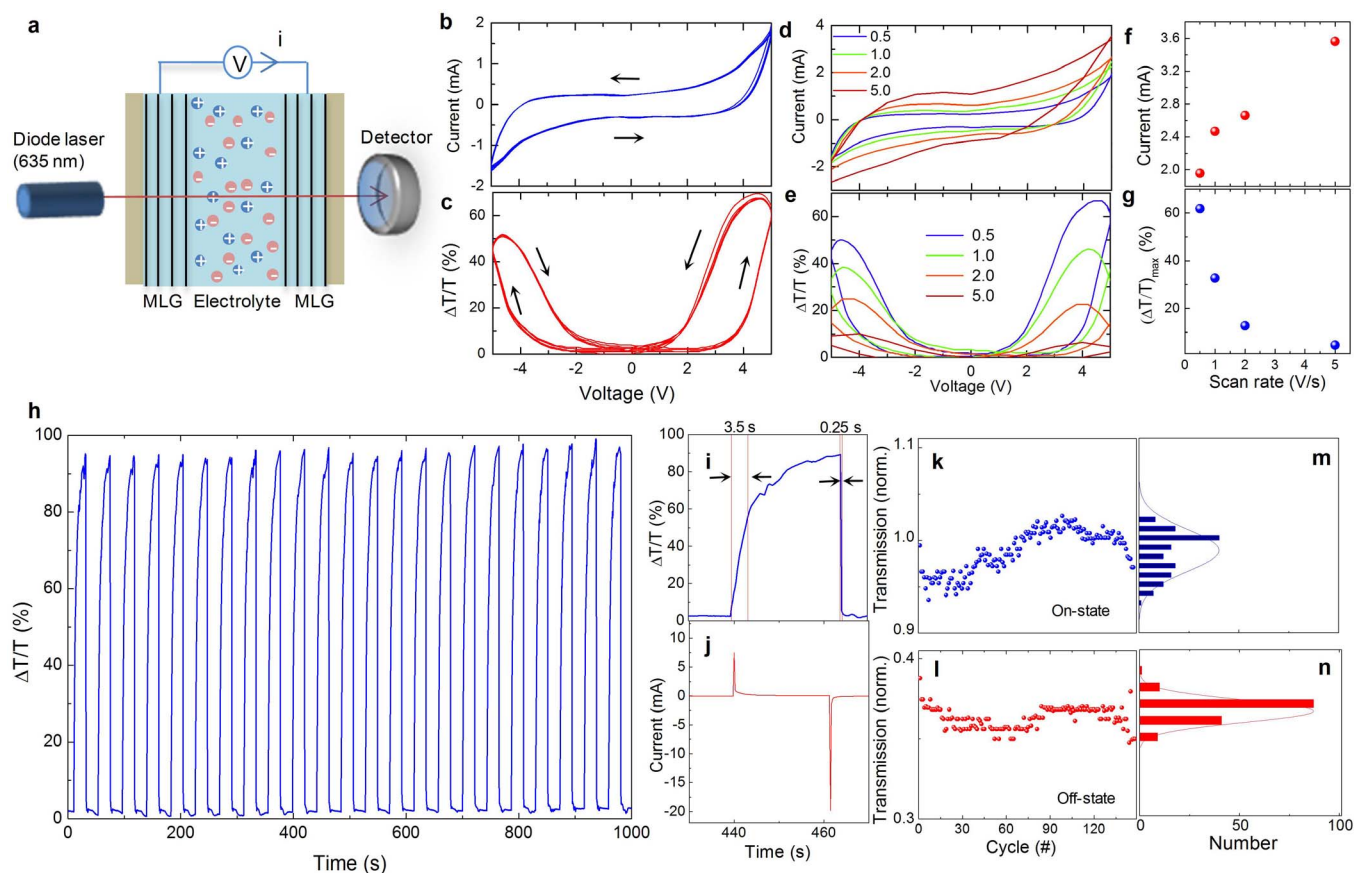 a
i
V
Diode laser
(635 nm)
Detector
MLG Electrolyte MLG
b
Current (mA)
2
1
0
-1
-2
c
ΔT/T (%)
80
60
40
20
0
-4 -2 0 2 4
Voltage (V)
d
Current (mA)
4
2
0
-2
0.5
1.0
2.0
5.0
e
ΔT/T (%)
60
40
20
0
0.5
1.0
2.0
5.0
-4 -2 0 2 4
Voltage (V)
f
Current (mA)
3.6
2.8
2.4
2.0
g
(ΔT/T)max (%)
60
40
20
0 1 2 3 4 5
Scan rate (V/s)
h
ΔT/T (%)
100
80
60
40
20
0
0 200 400 600 800 1000
Time (s)
3.5 s 0.25 s
i
ΔT/T (%)
100
80
60
40
20
0
j
Current (mA)
10
5
0
-5
-10
-15
-20
440 460
Time (s)
k
Transmission (norm.)
1.1
1.0
0.9
On-state
m
l
Transmission (norm.)
0.4
0.3
Off-state
0 30 60 90 120
Cycle (#)
n
0 50 100
Number